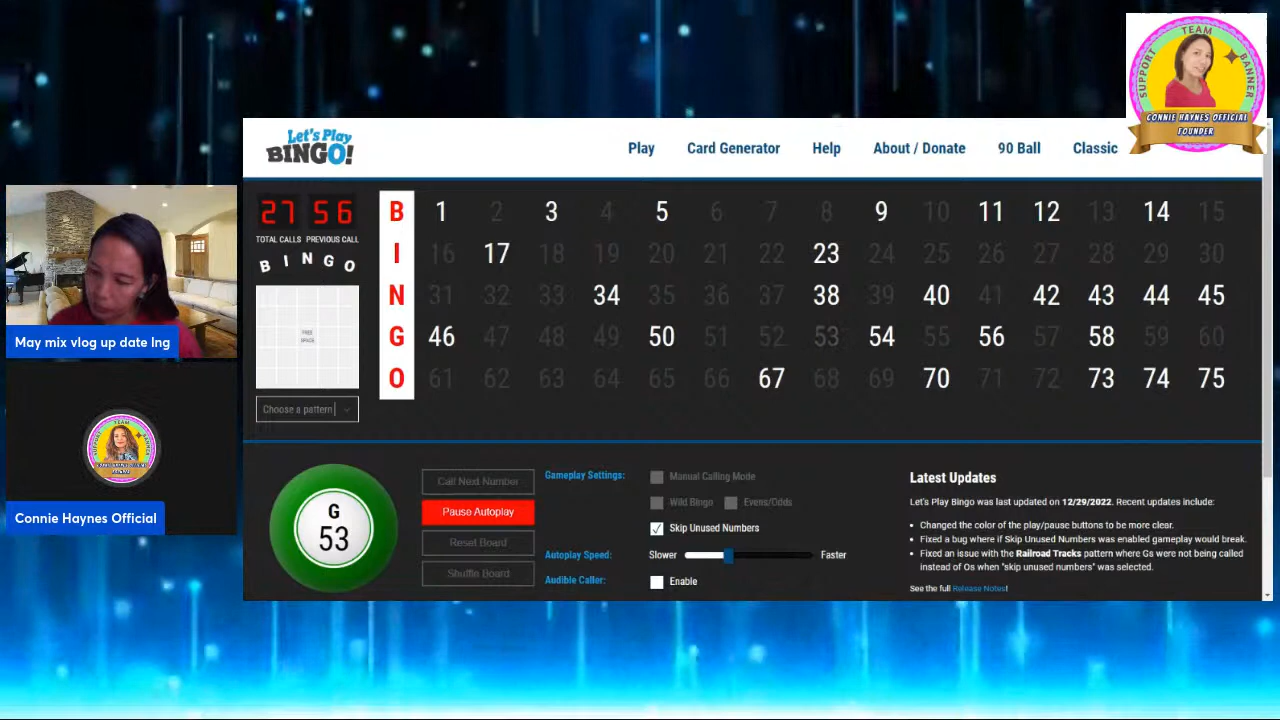 SUPPORT TEAM BANNER
CONNIE HAYNES OFFICIAL
FOUNDER
Let's Play
BINGO!
Play Card Generator Help About / Donate 90 Ball Classic
27 56
TOTAL CALLS PREVIOUS CALL
B I N G O
FREE
SPACE
Choose a pattern
B 1 2 3 4 5 6 7 8 9 10 11 12 13 14 15
I 16 17 18 19 20 21 22 23 24 25 26 27 28 29 30
N 31 32 33 34 35 36 37 38 39 40 41 42 43 44 45
G 46 47 48 49 50 51 52 53 54 55 56 57 58 59 60
O 61 62 63 64 65 66 67 68 69 70 71 72 73 74 75
May mix vlog up date lng
Connie Haynes Official
G
53
Call Next Number
Pause Autoplay
Reset Board
Shuffle Board
Gameplay Settings:
Manual Calling Mode
Wild Bingo Evens/Odds
Skip Unused Numbers
Autoplay Speed: Slower Faster
Audible Caller: Enable
Latest Updates
Let's Play Bingo was last updated on 12/29/2022. Recent updates include:
Changed the color of the play/pause buttons to be more clear.
Fixed a bug where if Skip Unused Numbers was enabled gameplay would break.
Fixed an issue with the Railroad Tracks pattern where Gs were not being called
instead of Os when "skip unused numbers" was selected.
See the full Release Notes!